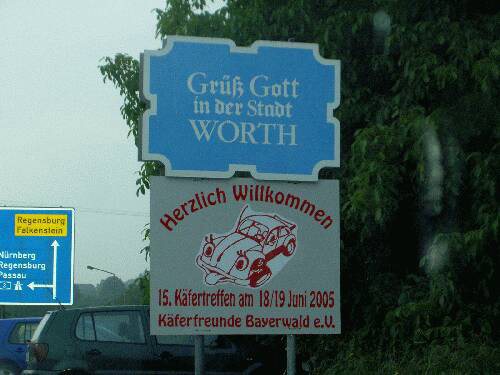 Grüß Gott
in der Stadt
WÖRTH
Herzlich Willkommen
15. Käfertreffen am 18/19 Juni 2005
Käferfreunde Bayerwald e.V.
Regensburg
Falkenstein
Nürnberg
Regensburg
Passau